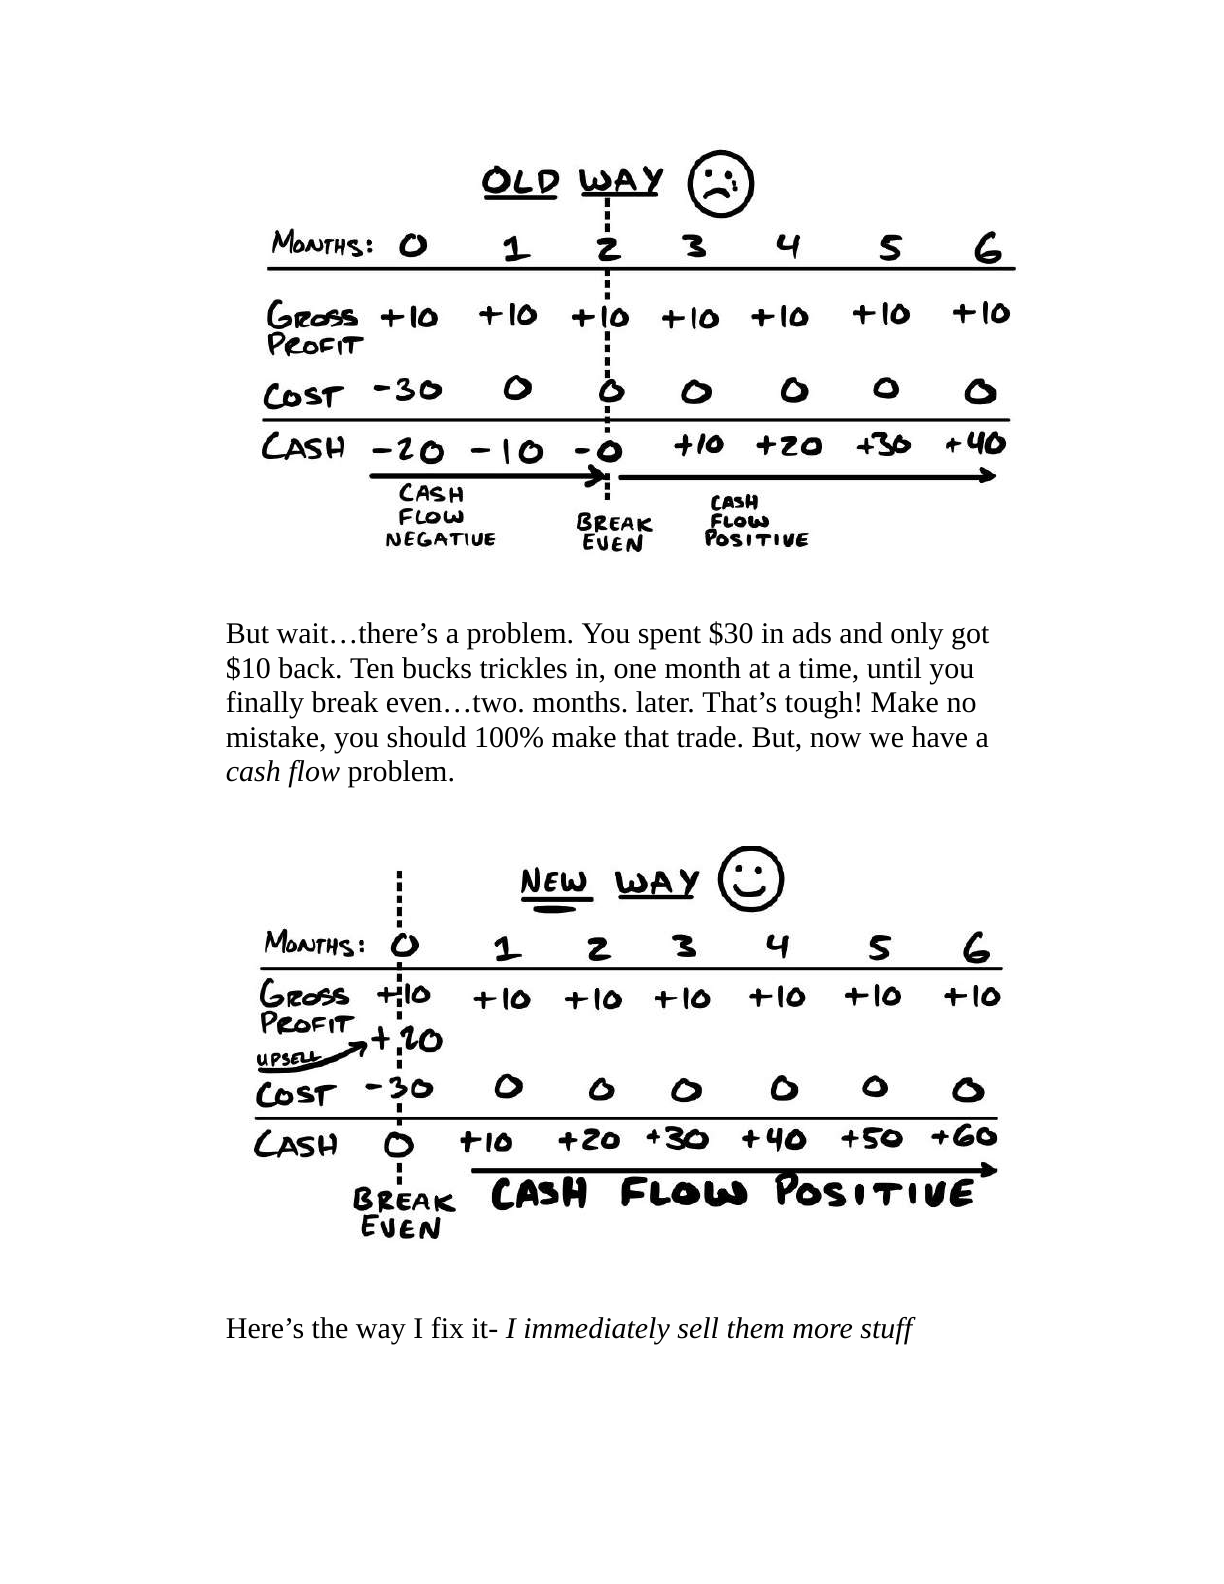 OLD WAY
MONTHS: 0 1 2 3 4 5 6
GROSS +10 +10 +10 +10 +10 +10 +10
PROFIT
COST -30 0 0 0 0 0 0
CASH -20 -10 -0 +10 +20 +30 +40
CASH
FLOW
NEGATIVE
BREAK
EVEN
CASH
FLOW
POSITIVE
But wait…there’s a problem. You spent $30 in ads and only got
$10 back. Ten bucks trickles in, one month at a time, until you
finally break even…two. months. later. That’s tough! Make no
mistake, you should 100% make that trade. But, now we have a
cash flow problem.
NEW WAY
MONTHS: 0 1 2 3 4 5 6
GROSS +10 +10 +10 +10 +10 +10 +10
PROFIT
+20
UPSELL
COST -30 0 0 0 0 0 0
CASH 0 +10 +20 +30 +40 +50 +60
BREAK
EVEN
CASH FLOW POSITIVE
Here’s the way I fix it- I immediately sell them more stuff